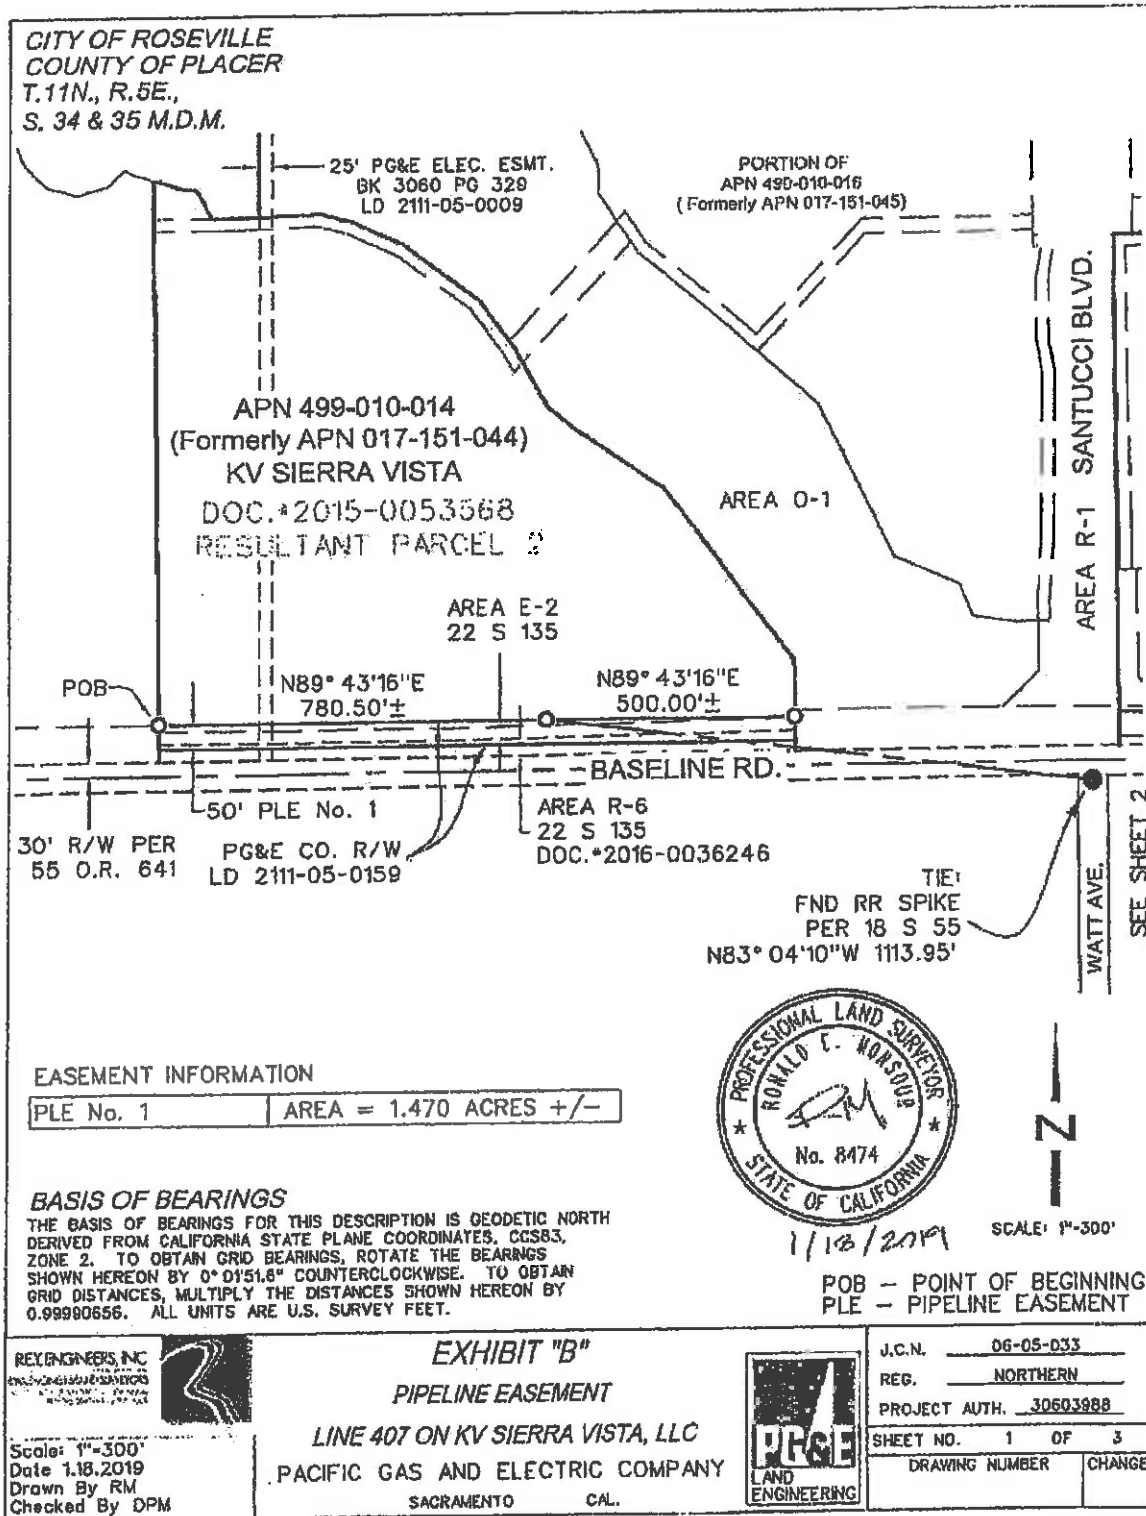 CITY OF ROSEVILLE
COUNTY OF PLACER
T.11N., R.5E.,
S. 34 & 35 M.D.M.
25' PG&E ELEC. ESMT.
BK 3060 PG 329
LD 2111-05-0009
PORTION OF
APN 490-010-016
(Formerly APN 017-151-045)
AREA R-1 SANTUCCI BLVD.
APN 499-010-014
(Formerly APN 017-151-044)
KV SIERRA VISTA
DOC.#2015-0053568
RESULTANT PARCEL 2
AREA O-1
AREA E-2
22 S 135
POB
N89° 43'16"E
780.50'±
N89° 43'16"E
500.00'±
BASELINE RD.
50' PLE No. 1
30' R/W PER
55 O.R. 641
PG&E CO. R/W
LD 2111-05-0159
AREA R-6
22 S 135
DOC.#2016-0036246
TIE:
FND RR SPIKE
PER 18 S 55
N83° 04'10"W 1113.95'
WATT AVE.
SEE SHEET 2
PROFESSIONAL LAND SURVEYOR
RONALD E. MONSOUR
No. 8474
STATE OF CALIFORNIA
1/18/2019
Z
SCALE: 1"-300'
EASEMENT INFORMATION
PLE No. 1 AREA = 1.470 ACRES +/-
BASIS OF BEARINGS
THE BASIS OF BEARINGS FOR THIS DESCRIPTION IS GEODETIC NORTH
DERIVED FROM CALIFORNIA STATE PLANE COORDINATES, CCS83,
ZONE 2. TO OBTAIN GRID BEARINGS, ROTATE THE BEARINGS
SHOWN HEREON BY 0° 01'51.6" COUNTERCLOCKWISE. TO OBTAIN
GRID DISTANCES, MULTIPLY THE DISTANCES SHOWN HEREON BY
0.99990656. ALL UNITS ARE U.S. SURVEY FEET.
POB - POINT OF BEGINNING
PLE - PIPELINE EASEMENT
REY ENGINEERS, INC
Scale: 1"=300'
Date 1.18.2019
Drawn By RM
Checked By DPM
EXHIBIT "B"
PIPELINE EASEMENT
LINE 407 ON KV SIERRA VISTA, LLC
PACIFIC GAS AND ELECTRIC COMPANY
SACRAMENTO CAL.
PG&E
LAND
ENGINEERING
J.C.N. 06-05-033
REG. NORTHERN
PROJECT AUTH. 30603988
SHEET NO. 1 OF 3
DRAWING NUMBER CHANGE